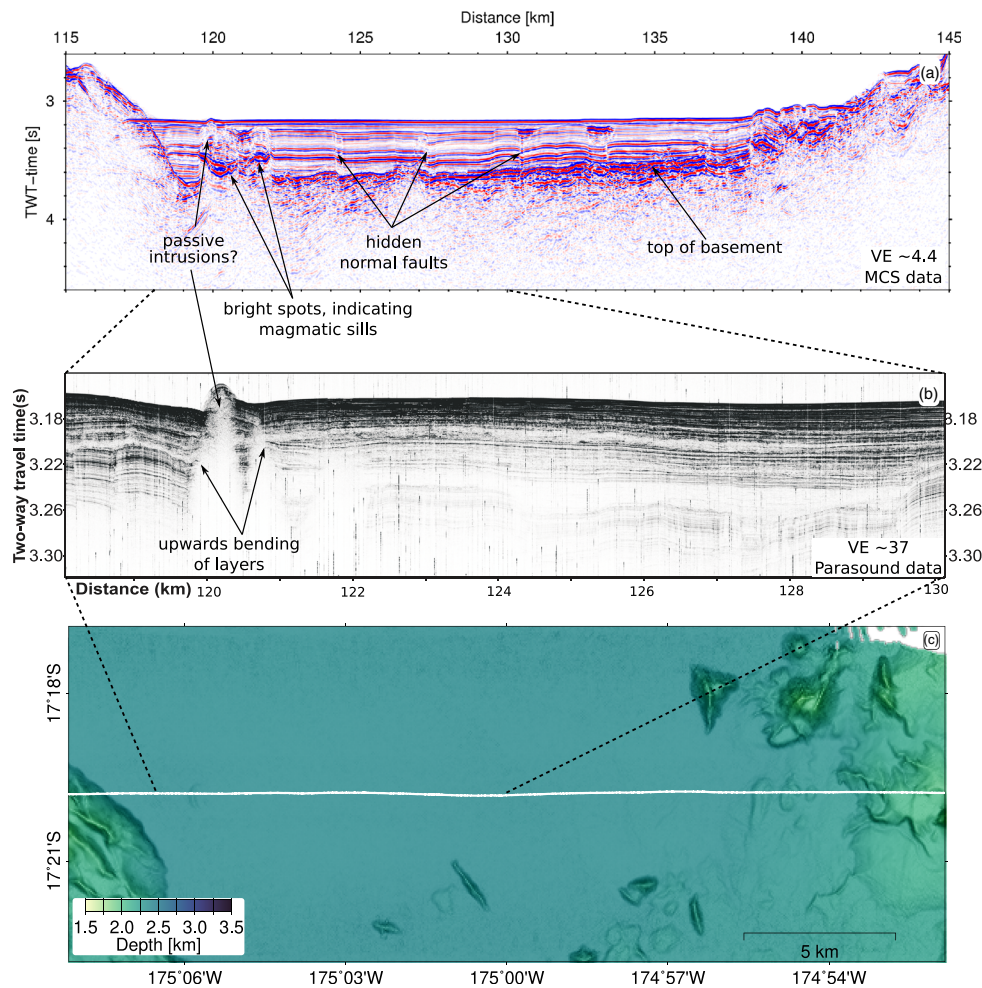 Distance [km]
115 120 125 130 135 140 145
(a)
TWT−time [s]
3
4
passive
intrusions?
hidden
normal faults
top of basement
VE ~4.4
MCS data
bright spots, indicating
magmatic sills
(b)
Two-way travel time(s)
3.18
3.22
3.26
3.30
3.18
3.22
3.26
3.30
upwards bending
of layers
VE ~37
Parasound data
Distance (km) 120 122 124 126 128 130
(c)
17°18'S
17°21'S
1.5 2.0 2.5 3.0 3.5
Depth [km]
5 km
175°06'W 175°03'W 175°00'W 174°57'W 174°54'W